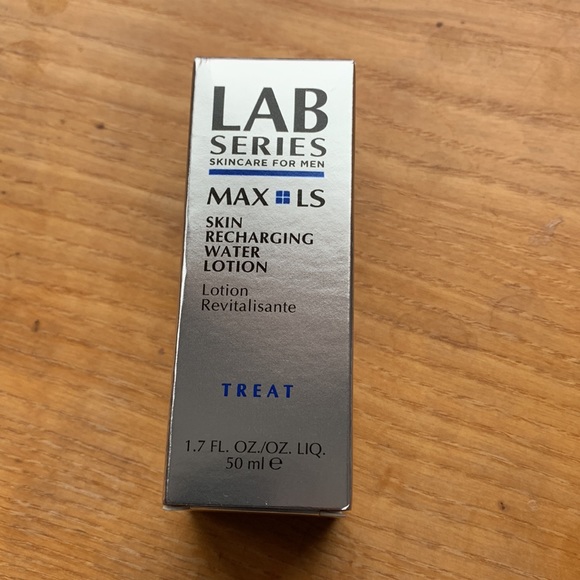 LAB
SERIES
SKINCARE FOR MEN
MAX LS
SKIN
RECHARGING
WATER
LOTION
Lotion
Revitalisante
TREAT
1.7 FL. OZ./OZ. LIQ.
50 ml ℮